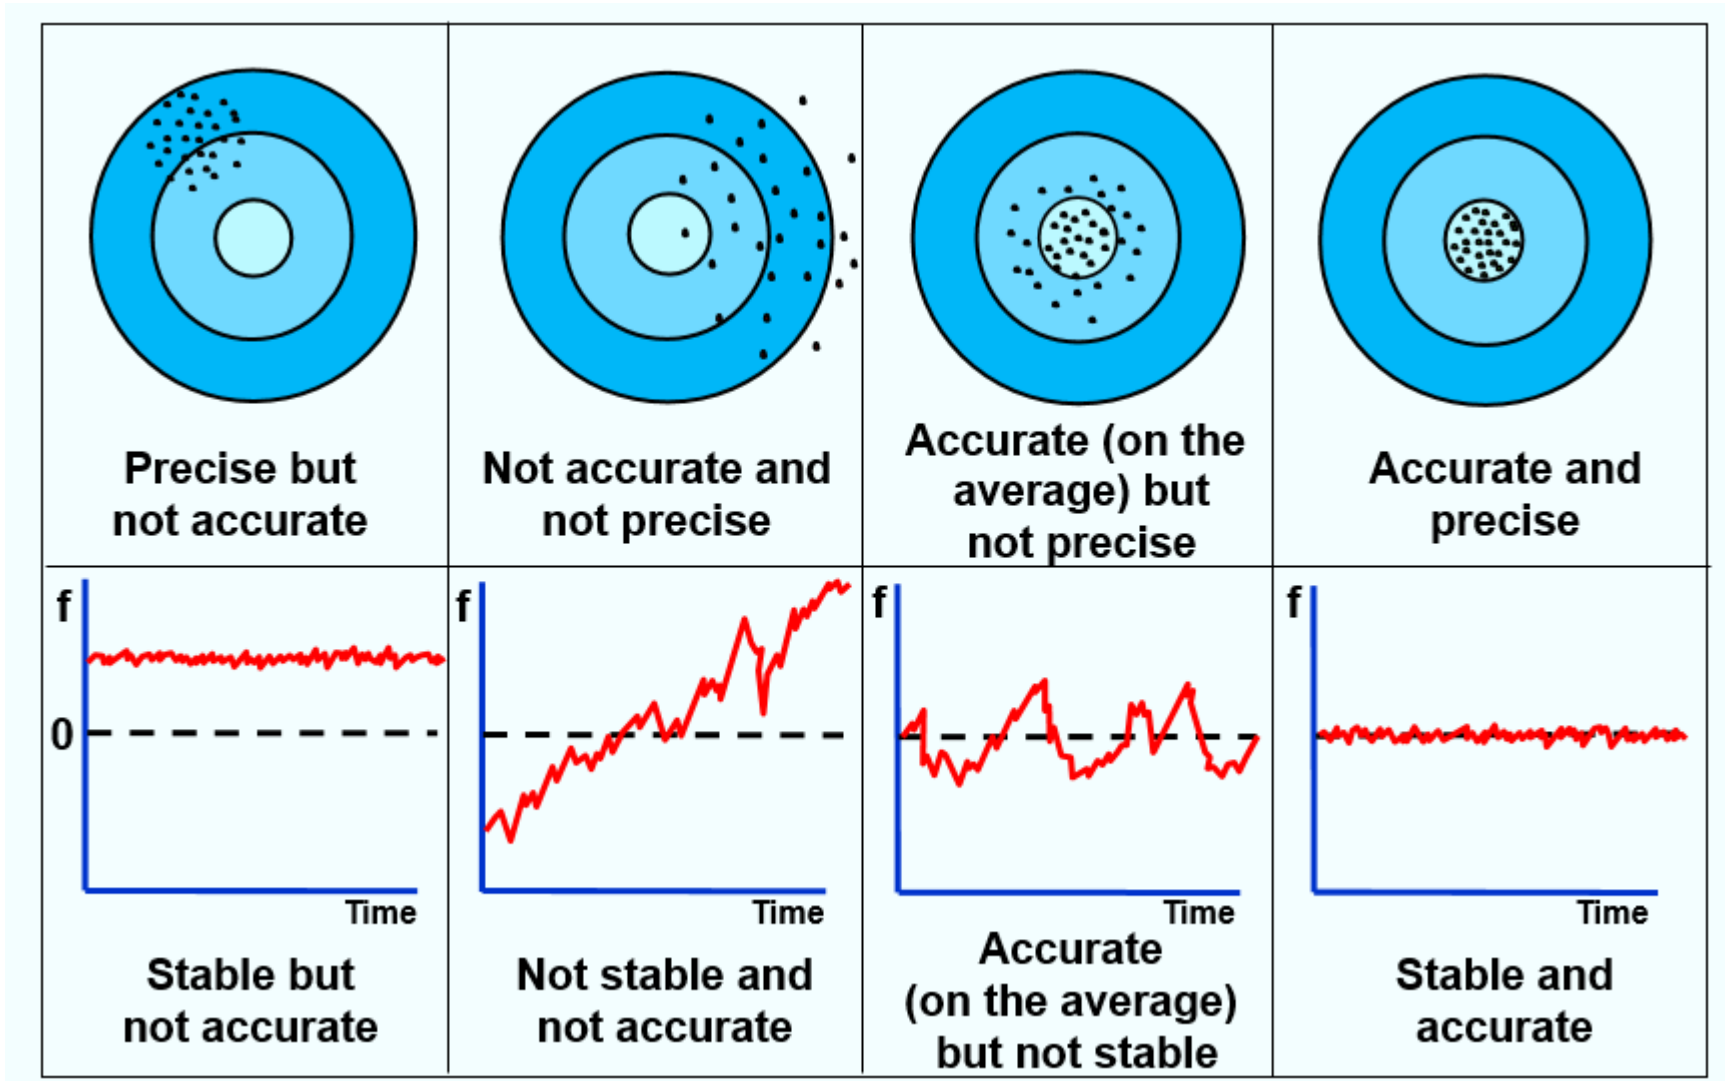 Precise but
not accurate
Not accurate and
not precise
Accurate (on the
average) but
not precise
Accurate and
precise
f
0
Time
Stable but
not accurate
f
Time
Not stable and
not accurate
f
Time
Accurate
(on the average)
but not stable
f
Time
Stable and
accurate